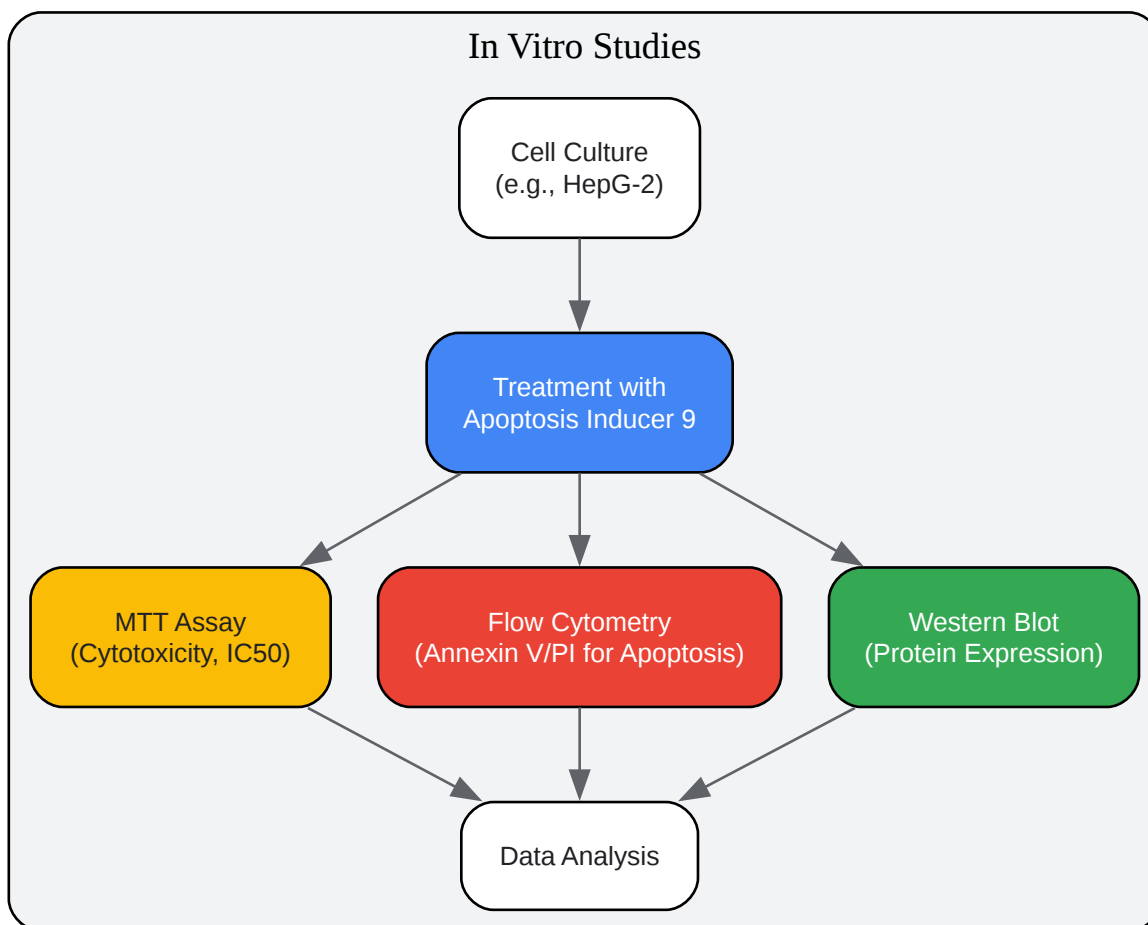 In Vitro Studies
Cell Culture
(e.g., HepG-2)
Treatment with
Apoptosis Inducer 9
MTT Assay
(Cytotoxicity, IC50)
Flow Cytometry
(Annexin V/PI for Apoptosis)
Western Blot
(Protein Expression)
Data Analysis